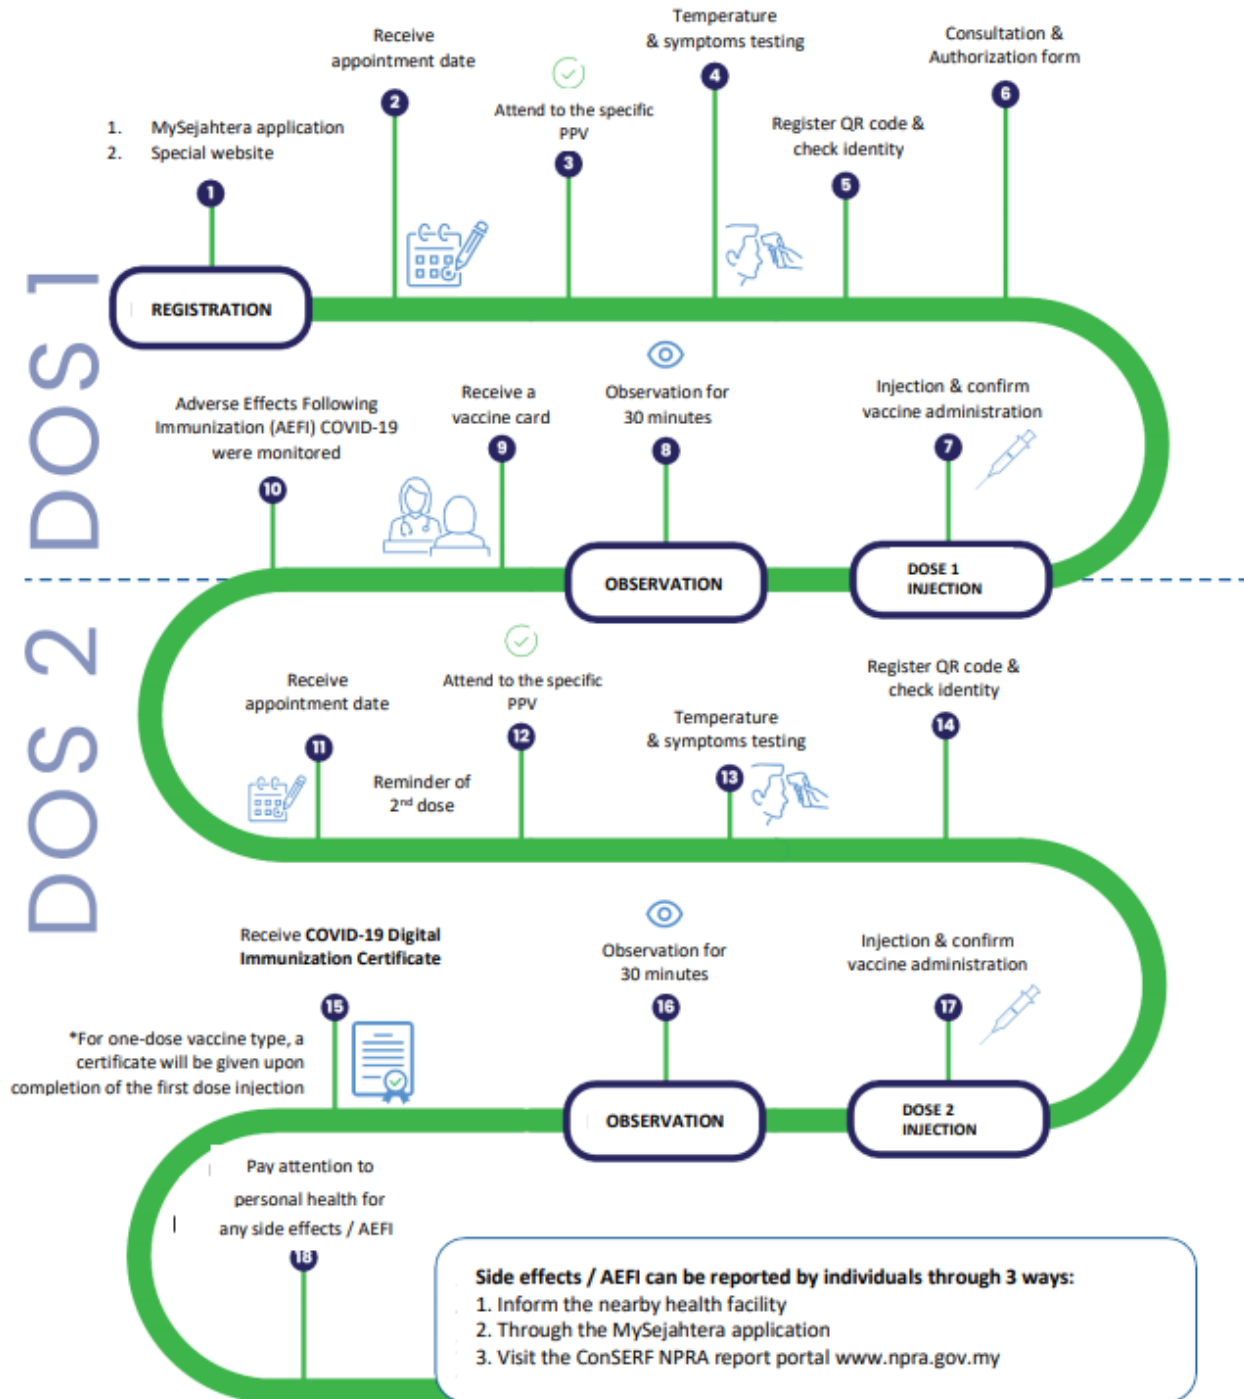 DOS 1
1. MySejahtera application
2. Special website
1
REGISTRATION
Receive
appointment date
2
Attend to the specific
PPV
3
Temperature
& symptoms testing
4
Register QR code &
check identity
5
Consultation &
Authorization form
6
Injection & confirm
vaccine administration
7
DOSE 1
INJECTION
Observation for
30 minutes
8
OBSERVATION
Receive a
vaccine card
9
Adverse Effects Following
Immunization (AEFI) COVID-19
were monitored
10
DOS 2
Receive
appointment date
11
Reminder of
2nd dose
Attend to the specific
PPV
12
Temperature
& symptoms testing
13
Register QR code &
check identity
14
Injection & confirm
vaccine administration
17
DOSE 2
INJECTION
Observation for
30 minutes
16
OBSERVATION
Receive COVID-19 Digital
Immunization Certificate
15
*For one-dose vaccine type, a
certificate will be given upon
completion of the first dose injection
Pay attention to
personal health for
any side effects / AEFI
18
Side effects / AEFI can be reported by individuals through 3 ways:
1. Inform the nearby health facility
2. Through the MySejahtera application
3. Visit the ConSERF NPRA report portal www.npra.gov.my